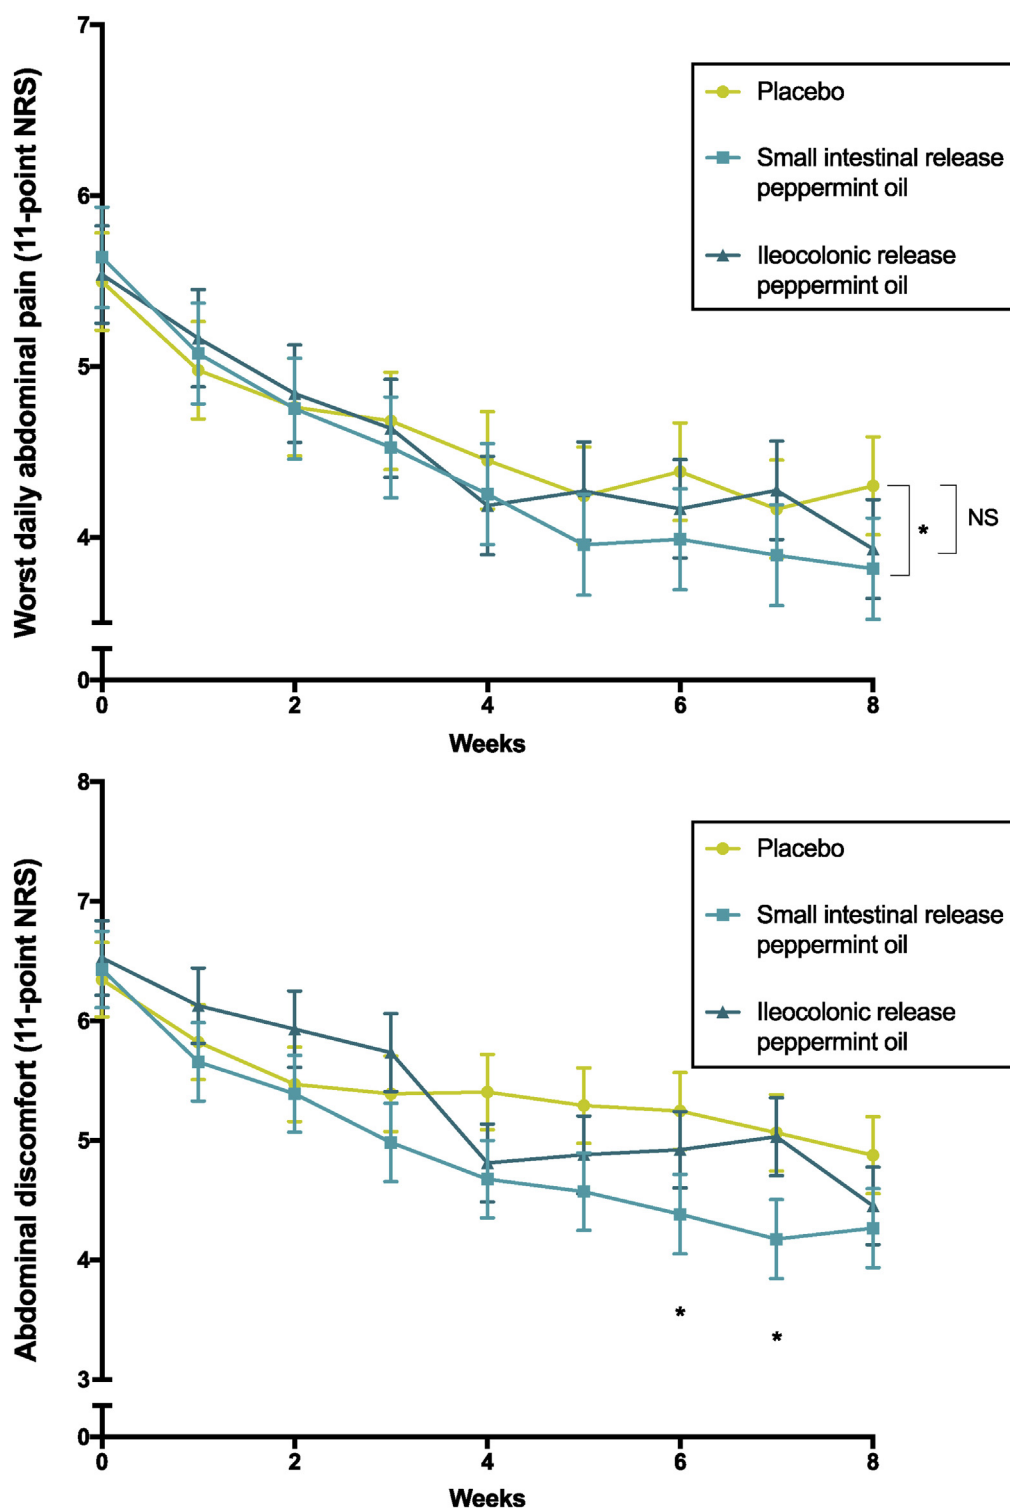 Worst daily abdominal pain (11-point NRS)
7
6
5
4
0
Placebo
Small intestinal release
peppermint oil
Ileocolonic release
peppermint oil
*
NS
0 2 4 6 8
Weeks
Abdominal discomfort (11-point NRS)
8
7
6
5
4
3
0
Placebo
Small intestinal release
peppermint oil
Ileocolonic release
peppermint oil
*
*
0 2 4 6 8
Weeks